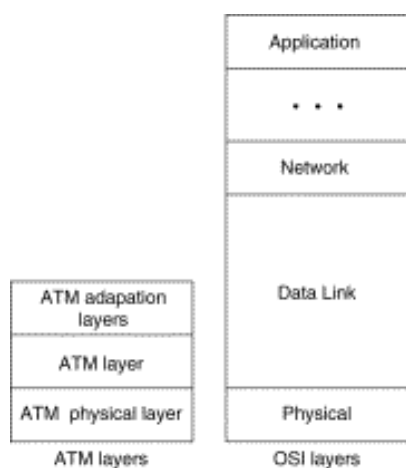 Application
• • •
Network
Data Link
Physical
OSI layers
ATM adapation
layers
ATM layer
ATM physical layer
ATM layers